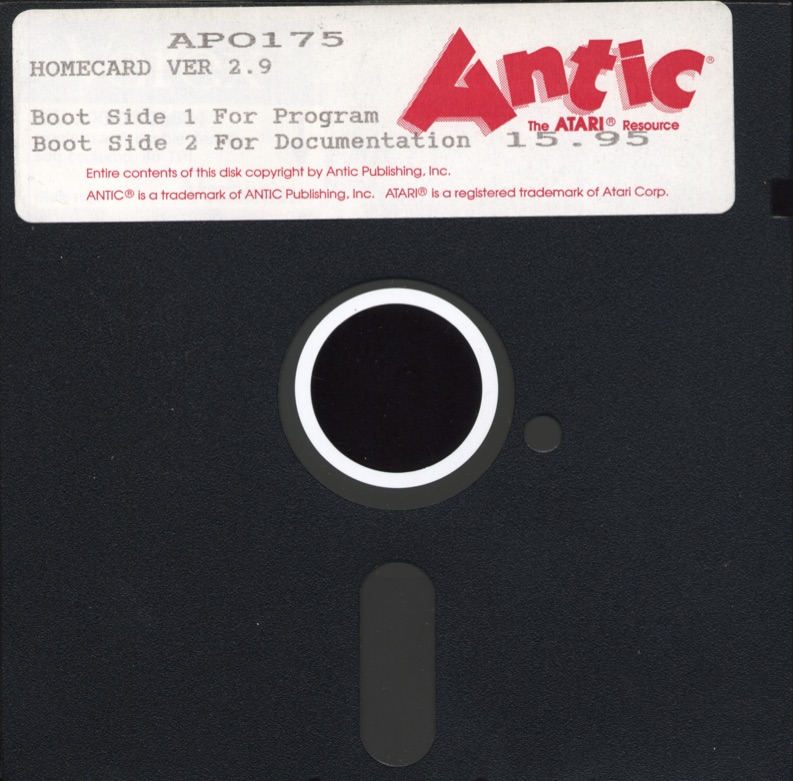 APO175
HOMECARD VER 2.9
Antic®
The ATARI® Resource
Boot Side 1 For Program
Boot Side 2 For Documentation 15.95
Entire contents of this disk copyright by Antic Publishing, Inc.
ANTIC® is a trademark of ANTIC Publishing, Inc. ATARI® is a registered trademark of Atari Corp.